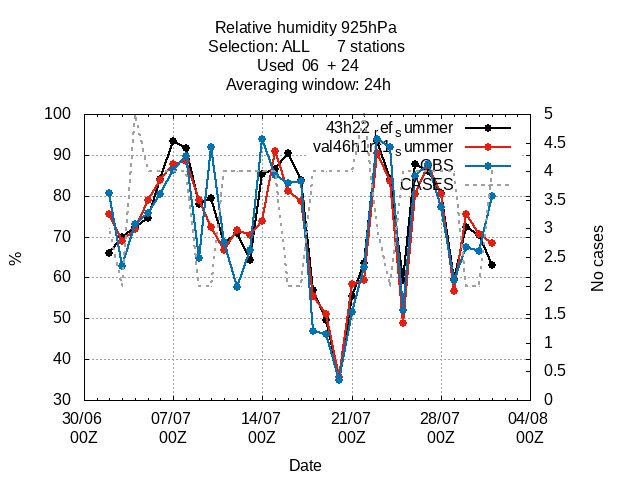 Relative humidity 925hPa
Selection: ALL 7 stations
Used 06 + 24
Averaging window: 24h
100 5
43h22ref_summer
90 4.5
_summer
OBS
80 4
CASES
70 3.5
60 3
50 2.5
40 2
30 1.5
1
0.5
0
%
No cases
30/06 07/07 14/07 21/07 28/07 04/08
00Z 00Z 00Z 00Z 00Z 00Z
Date